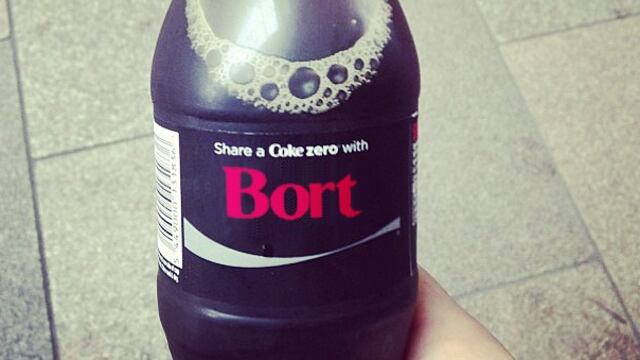 Share a Coke zero with
Bort